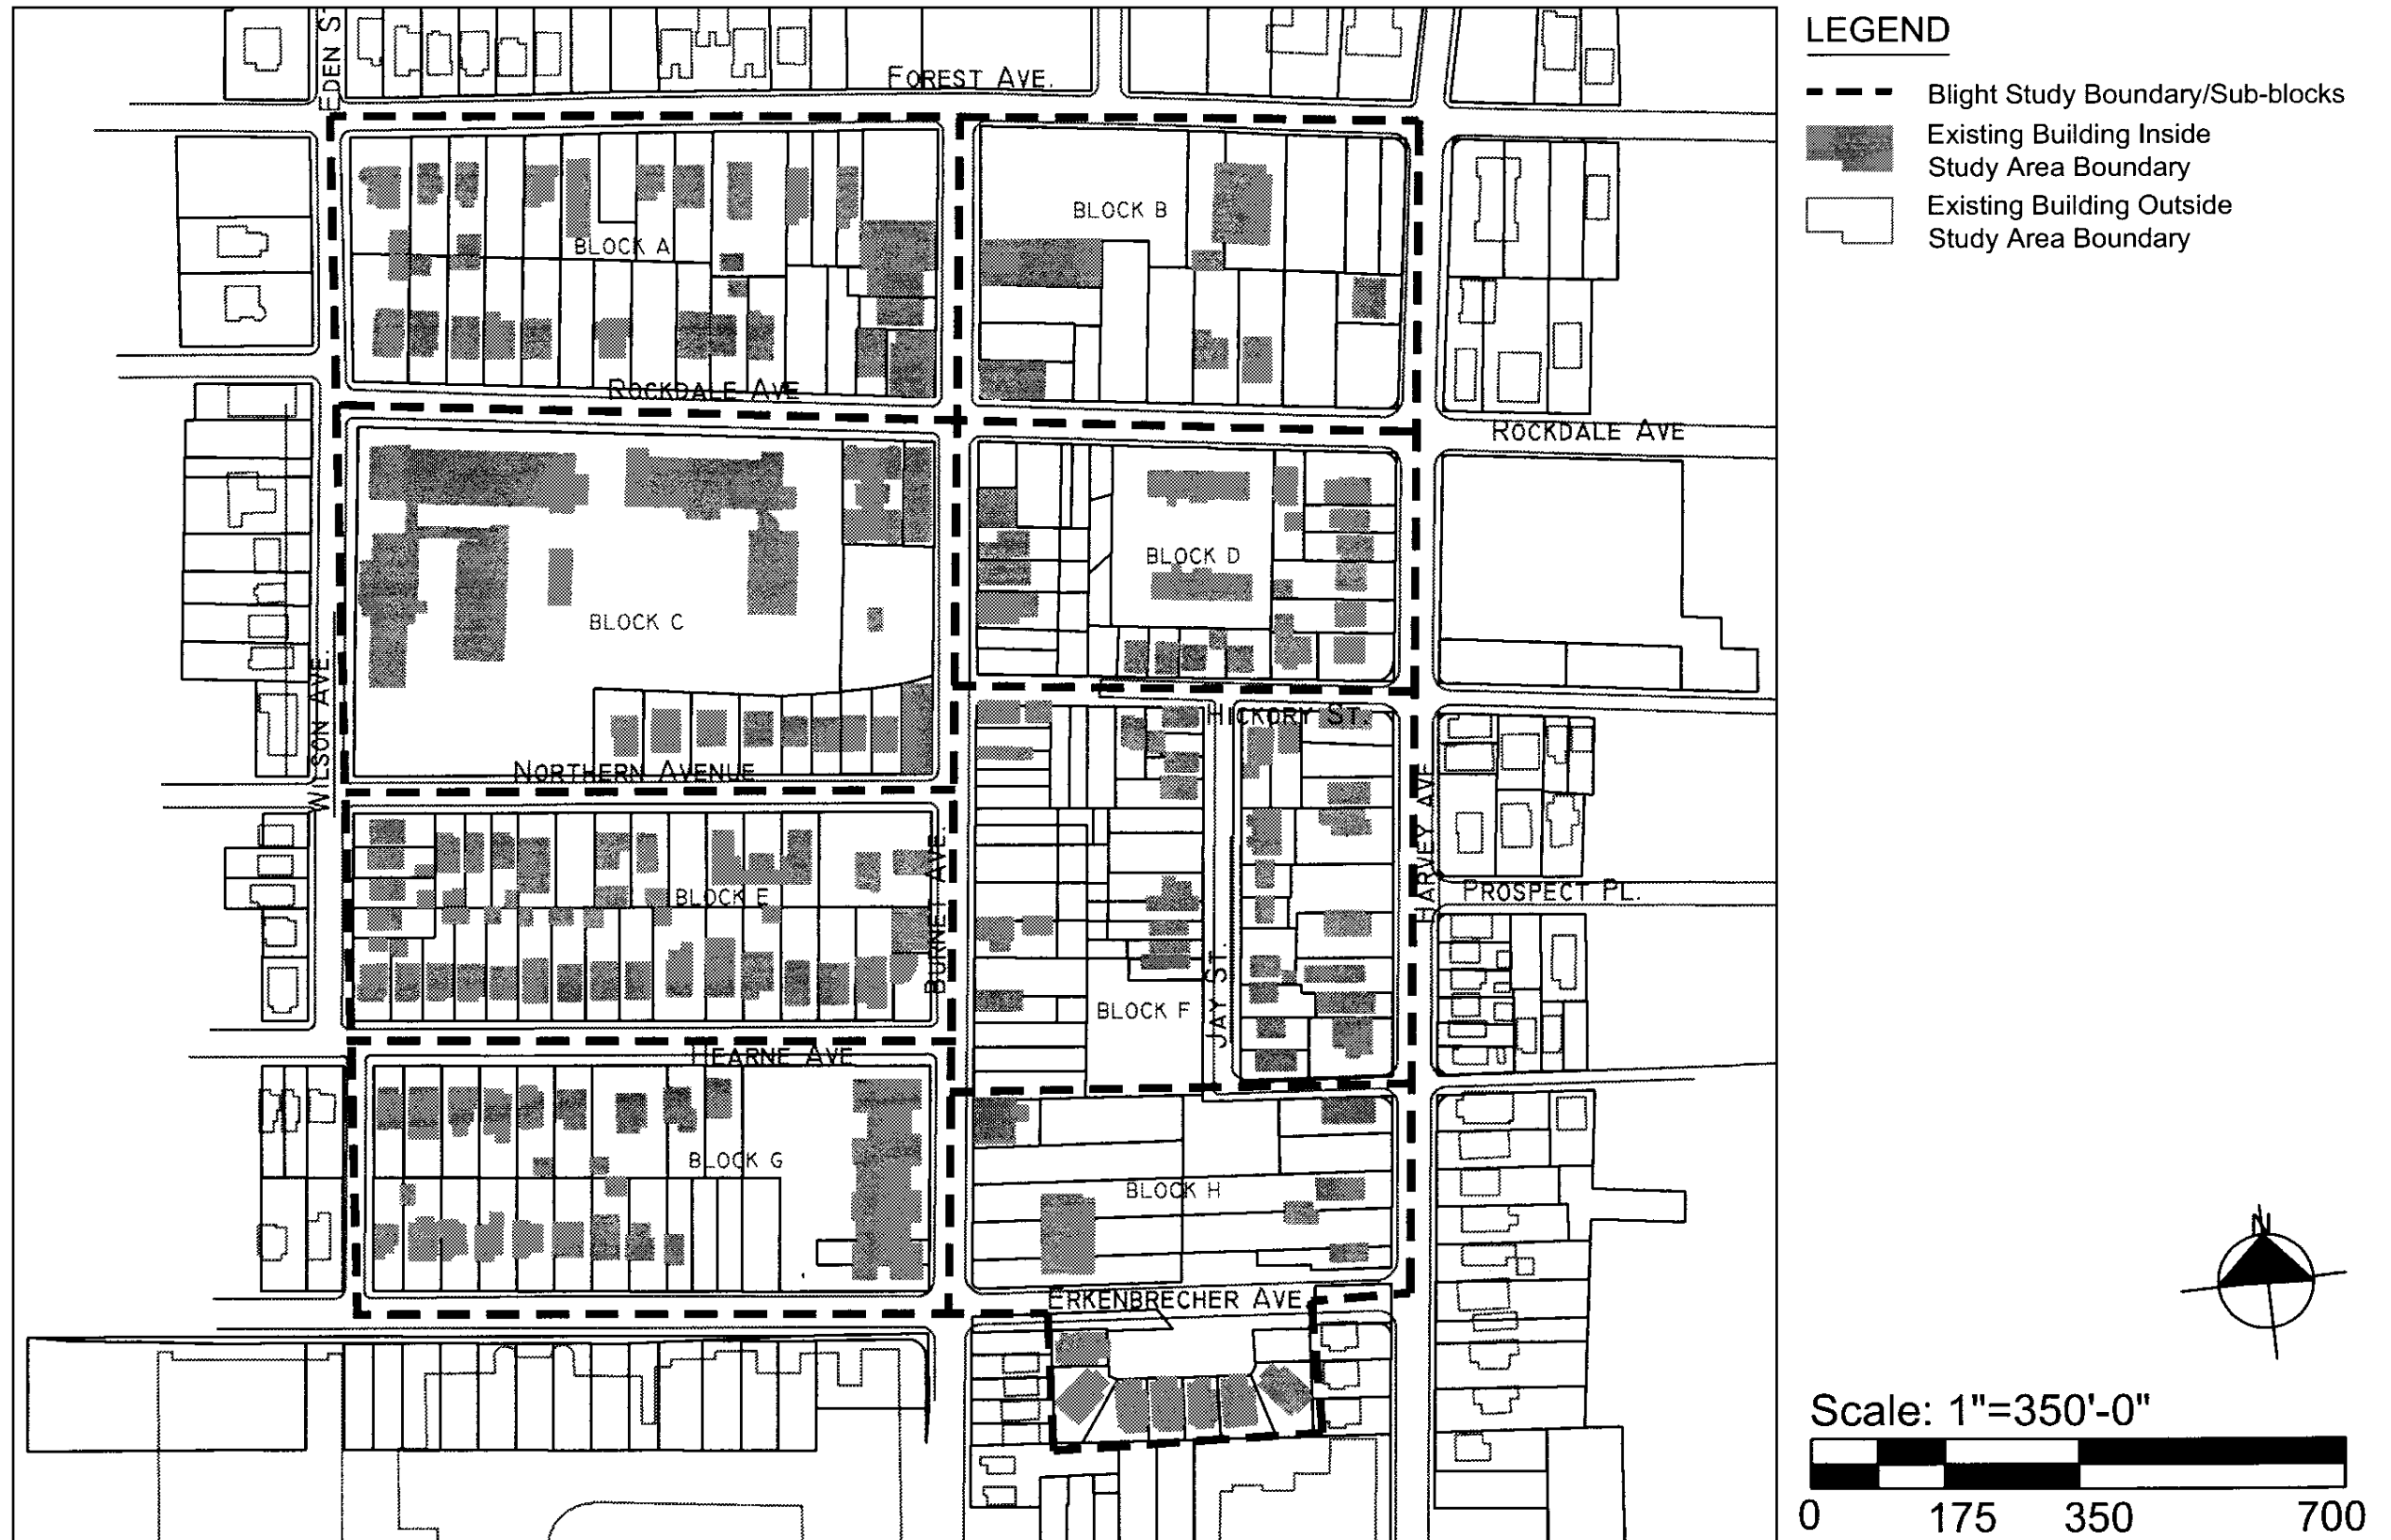 EDEN ST
FOREST AVE.
BLOCK A
BLOCK B
ROCKDALE AVE
ROCKDALE AVE
BLOCK C
BLOCK D
WILSON AVE.
NORTHERN AVENUE
HICKORY ST.
HARVEY AVE
BLOCK E
BURNET AVE.
PROSPECT PL.
BLOCK F
JAY ST.
HEARNE AVE
BLOCK G
BLOCK H
ERKENBRECHER AVE.
LEGEND
Blight Study Boundary/Sub-blocks
Existing Building Inside
Study Area Boundary
Existing Building Outside
Study Area Boundary
N
Scale: 1"=350'-0"
0 175 350 700